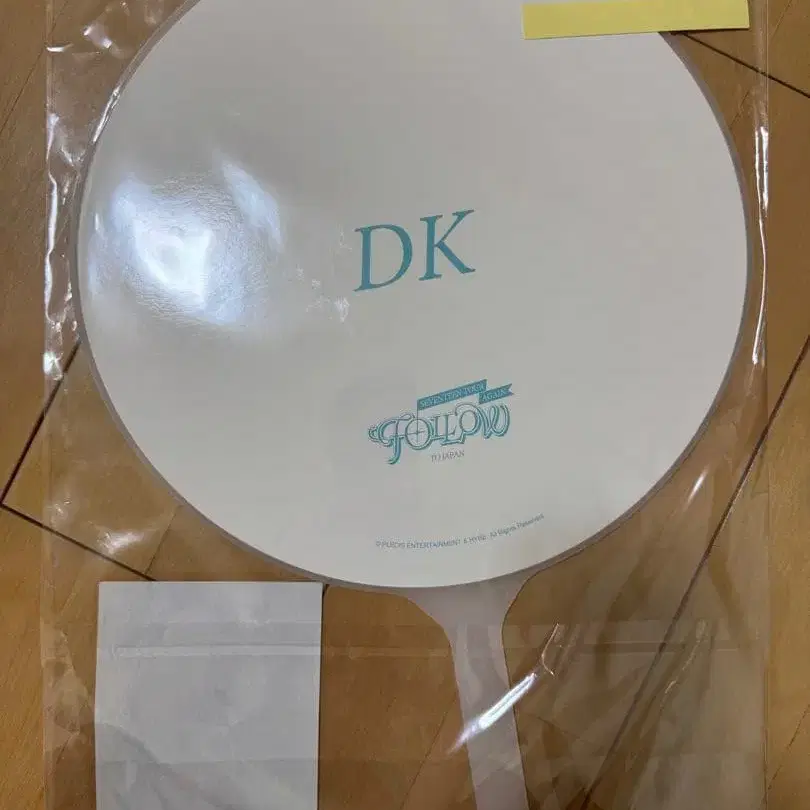 DK
SEVENTEEN TOUR
AGAIN
FOLLOW
TO JAPAN
© PLEDIS ENTERTAINMENT & HYBE. All Rights Reserved.